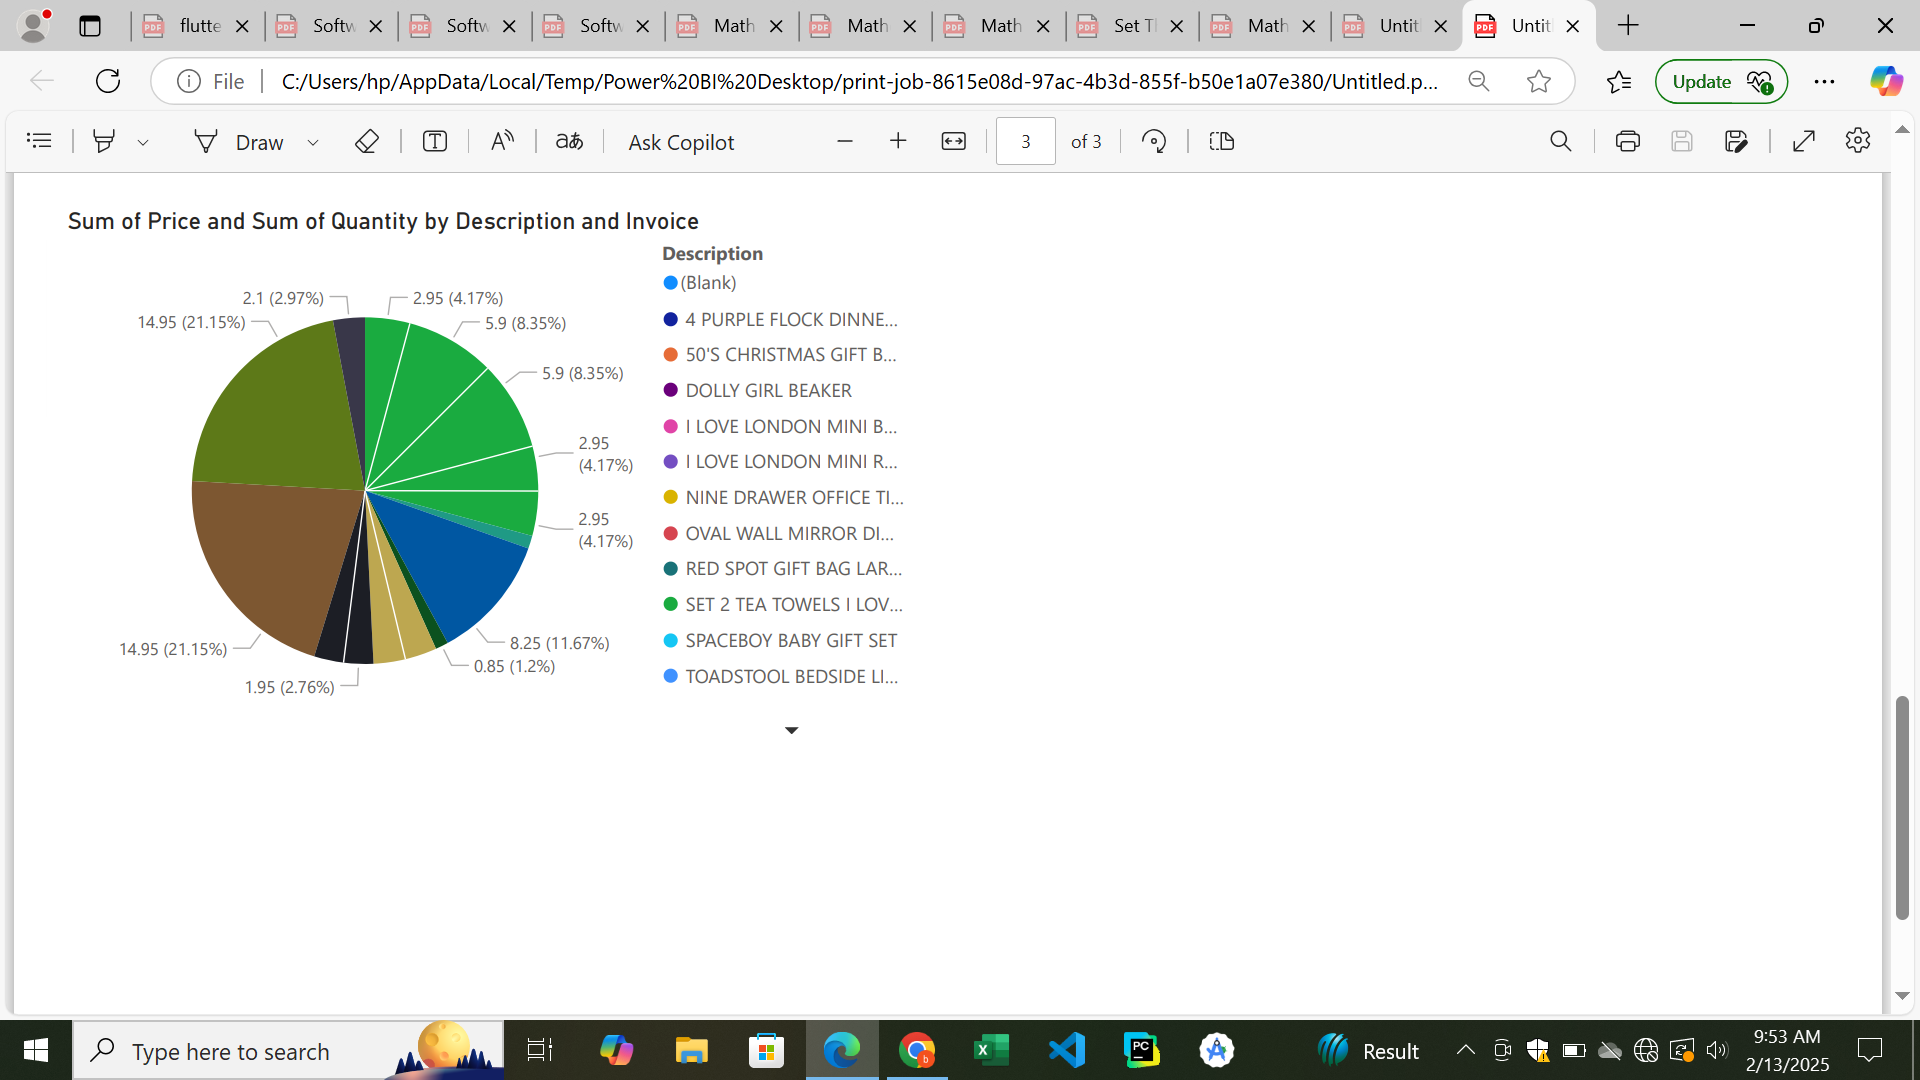 flutte
Softw
Softw
Softw
Math
Math
Math
Set Tl
Math
Untitl
Untitl
File
C:/Users/hp/AppData/Local/Temp/Power%20BI%20Desktop/print-job-8615e08d-97ac-4b3d-855f-b50e1a07e380/Untitled.p...
Update
Draw
Ask Copilot
3
of 3
Sum of Price and Sum of Quantity by Description and Invoice
Description
(Blank)
4 PURPLE FLOCK DINNE...
50'S CHRISTMAS GIFT B...
DOLLY GIRL BEAKER
I LOVE LONDON MINI B...
I LOVE LONDON MINI R...
NINE DRAWER OFFICE TI...
OVAL WALL MIRROR DI...
RED SPOT GIFT BAG LAR...
SET 2 TEA TOWELS I LOV...
SPACEBOY BABY GIFT SET
TOADSTOOL BEDSIDE LI...
2.1 (2.97%)
2.95 (4.17%)
14.95 (21.15%)
5.9 (8.35%)
5.9 (8.35%)
2.95
(4.17%)
2.95
(4.17%)
8.25 (11.67%)
0.85 (1.2%)
14.95 (21.15%)
1.95 (2.76%)
Type here to search
Result
9:53 AM
2/13/2025